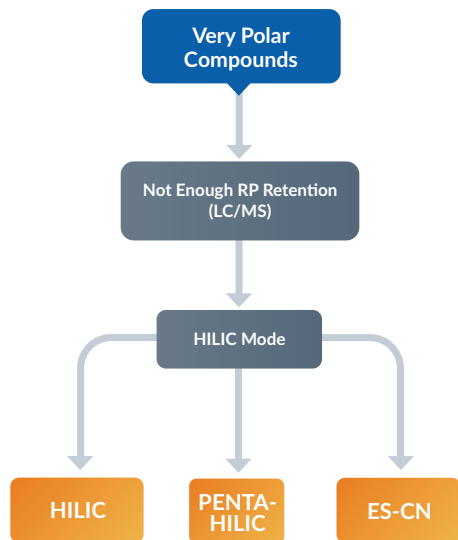 Very Polar
Compounds
Not Enough RP Retention
(LC/MS)
HILIC Mode
HILIC
PENTA-
HILIC
ES-CN